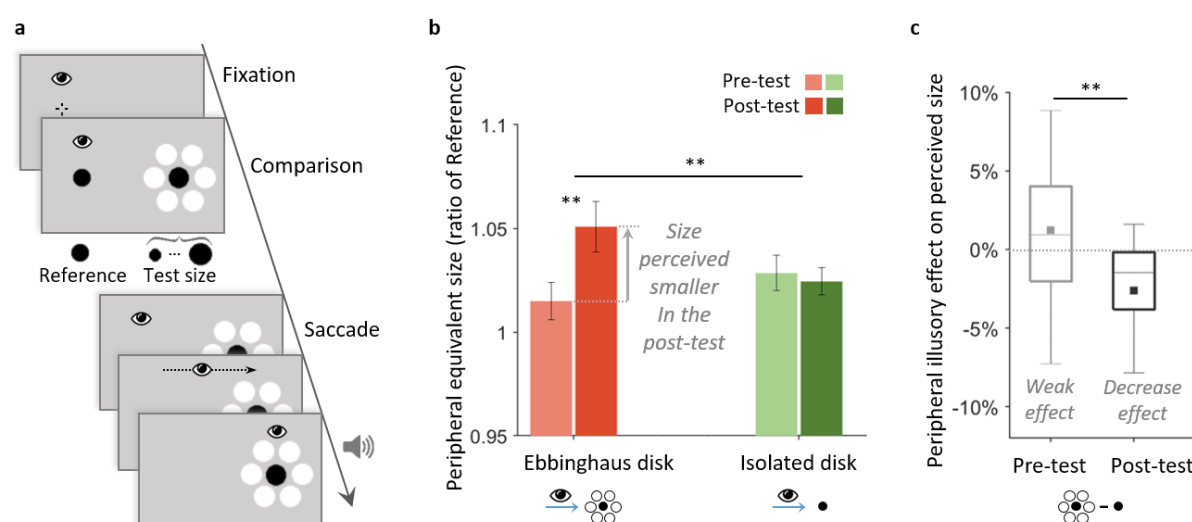 a
Fixation
Comparison
Reference
Test size
Saccade
b
Peripheral equivalent size (ratio of Reference)
Pre-test
Post-test
1.1
1.05
1
0.95
**
**
Size
perceived
smaller
In the
post-test
Ebbinghaus disk
Isolated disk
c
Peripheral illusory effect on perceived size
10%
5%
0%
-5%
-10%
**
Weak
effect
Decrease
effect
Pre-test
Post-test